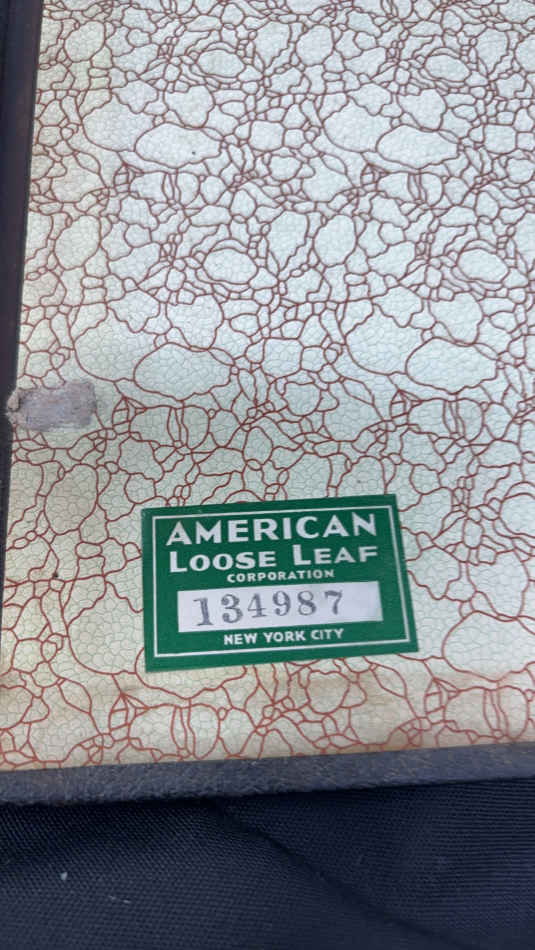 AMERICAN
LOOSE LEAF
CORPORATION
134987
NEW YORK CITY